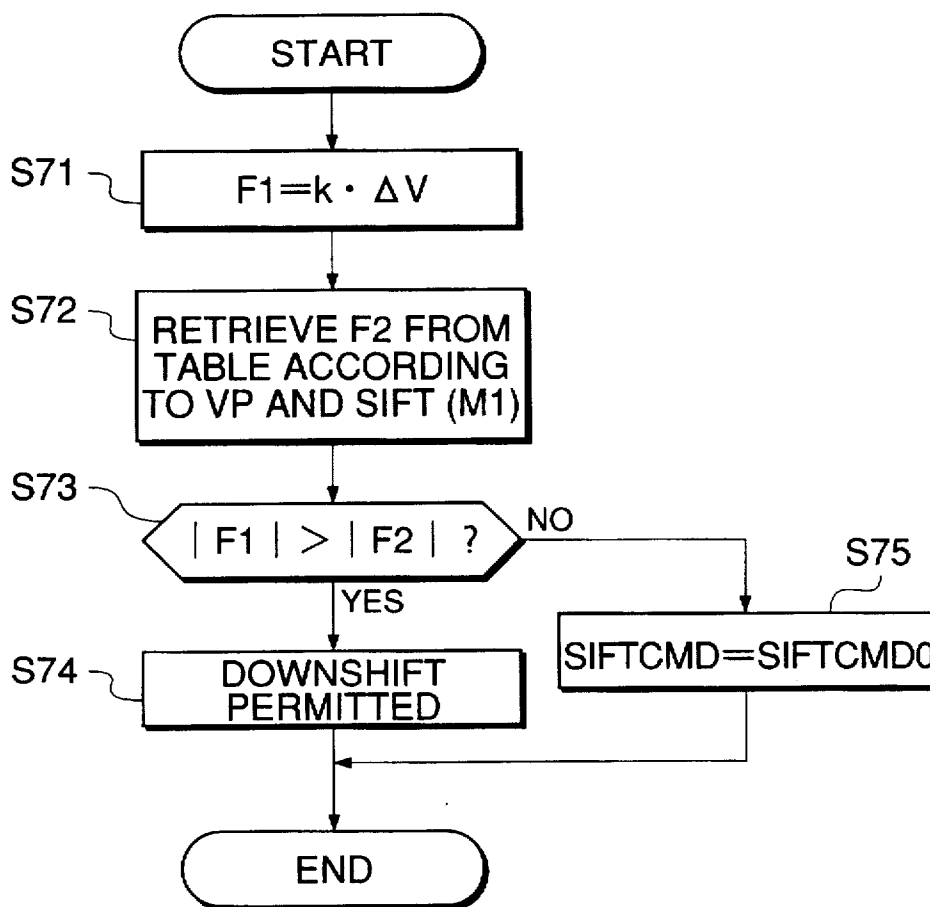 START
S71
F1=k・ΔV
S72
RETRIEVE F2 FROM
TABLE ACCORDING
TO VP AND SIFT (M1)
S73
| F1 | > | F2 | ?
NO
YES
S75
SIFTCMD=SIFTCMD0
S74
DOWNSHIFT
PERMITTED
END